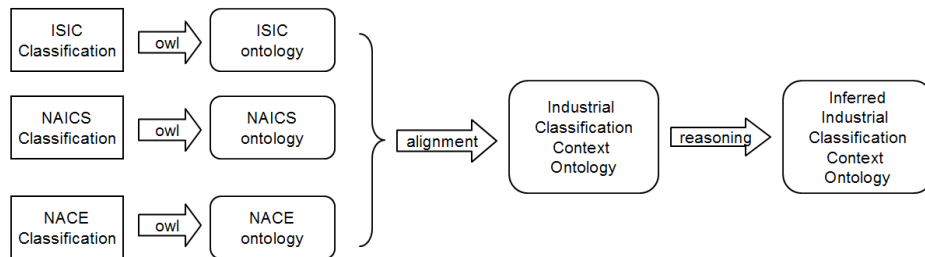 ISIC
Classification
owl
ISIC
ontology
NAICS
Classification
owl
NAICS
ontology
NACE
Classification
owl
NACE
ontology
alignment
Industrial
Classification
Context
Ontology
reasoning
Inferred
Industrial
Classification
Context
Ontology